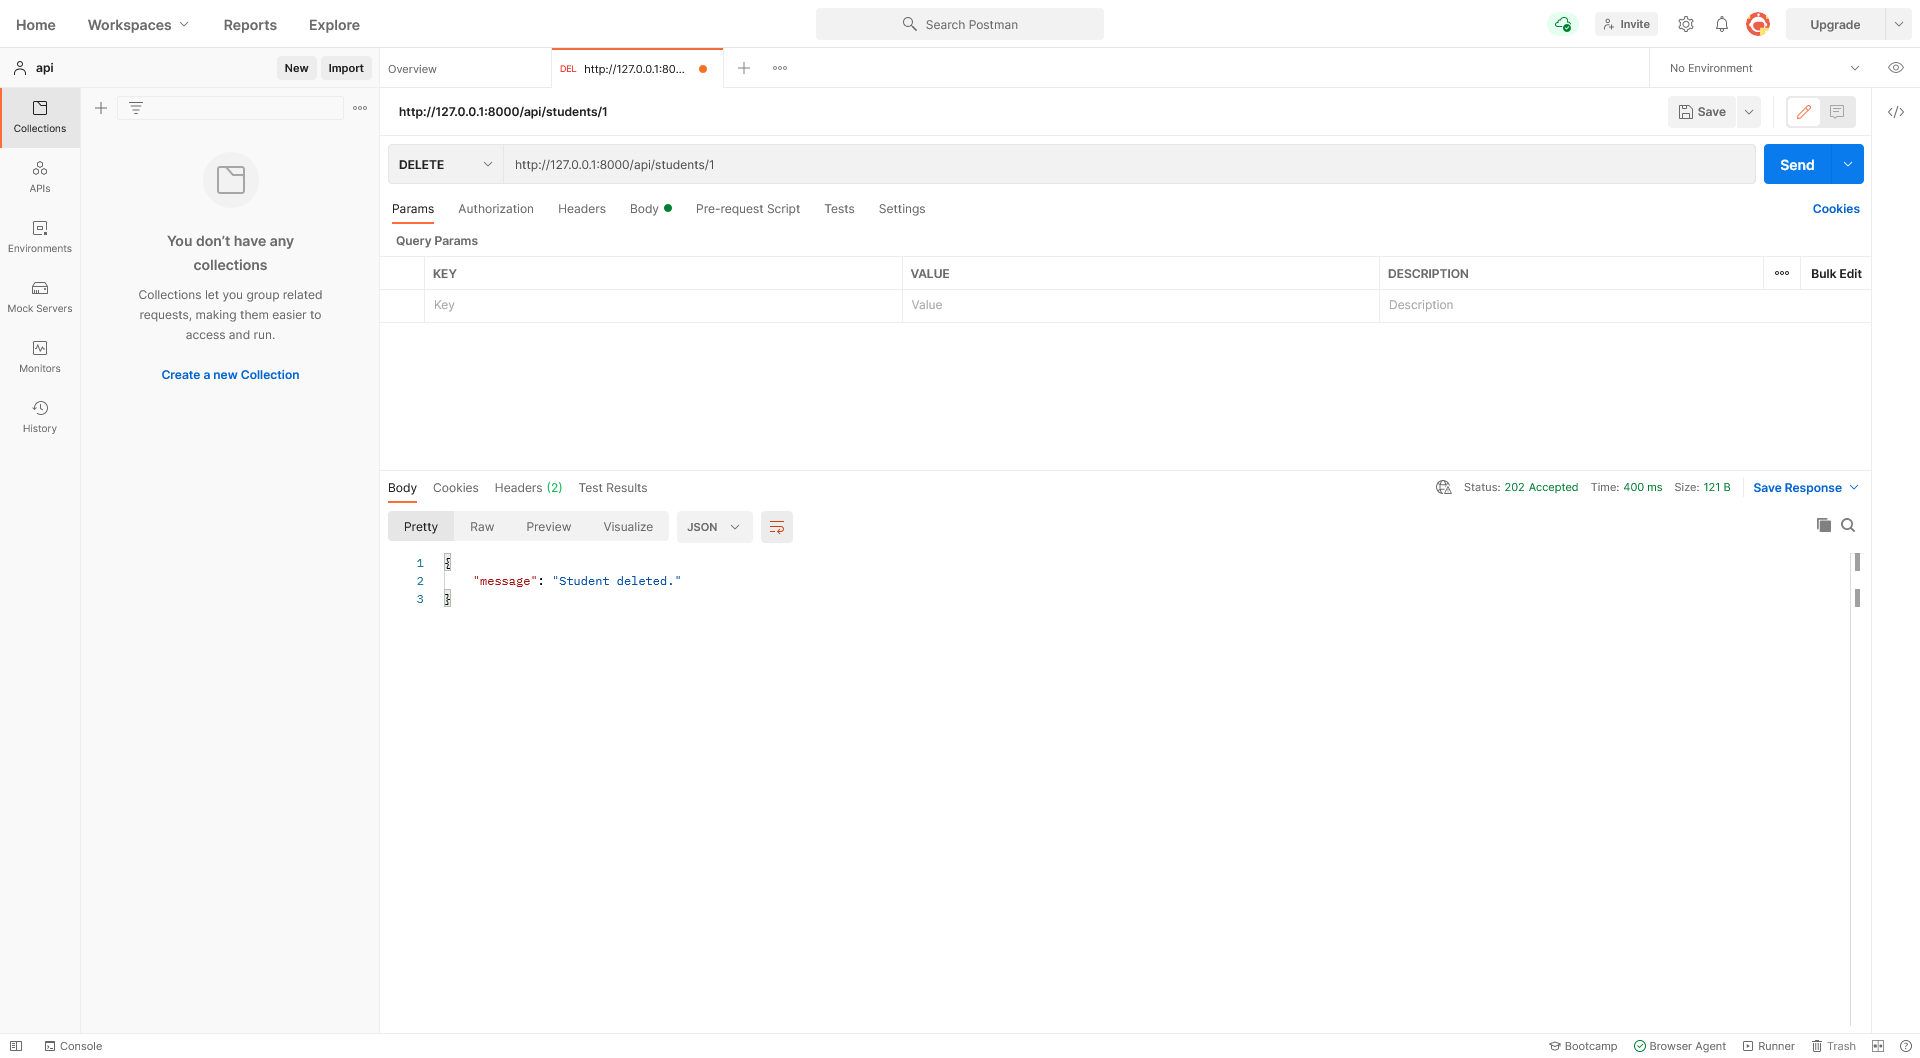 Home
Workspaces
Reports
Explore
Search Postman
Invite
Upgrade
api
New
Import
Overview
DEL http://127.0.0.1:80...
No Environment
Collections
APIs
Environments
Mock Servers
Monitors
History
You don’t have any
collections
Collections let you group related
requests, making them easier to
access and run.
Create a new Collection
http://127.0.0.1:8000/api/students/1
Save
DELETE
http://127.0.0.1:8000/api/students/1
Send
Params
Authorization
Headers
Body
Pre-request Script
Tests
Settings
Cookies
Query Params
KEY
VALUE
DESCRIPTION
Bulk Edit
Key
Value
Description
Body
Cookies
Headers (2)
Test Results
Status: 202 Accepted
Time: 400 ms
Size: 121 B
Save Response
Pretty
Raw
Preview
Visualize
JSON
1 {
2 "message": "Student deleted."
3 }
Console
Bootcamp
Browser Agent
Runner
Trash